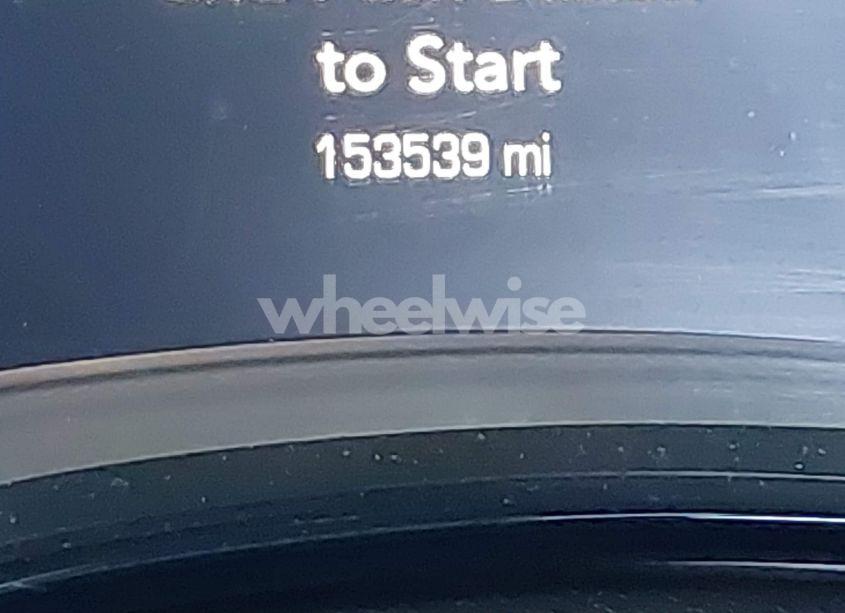 to Start
153539 mi
wheelwise